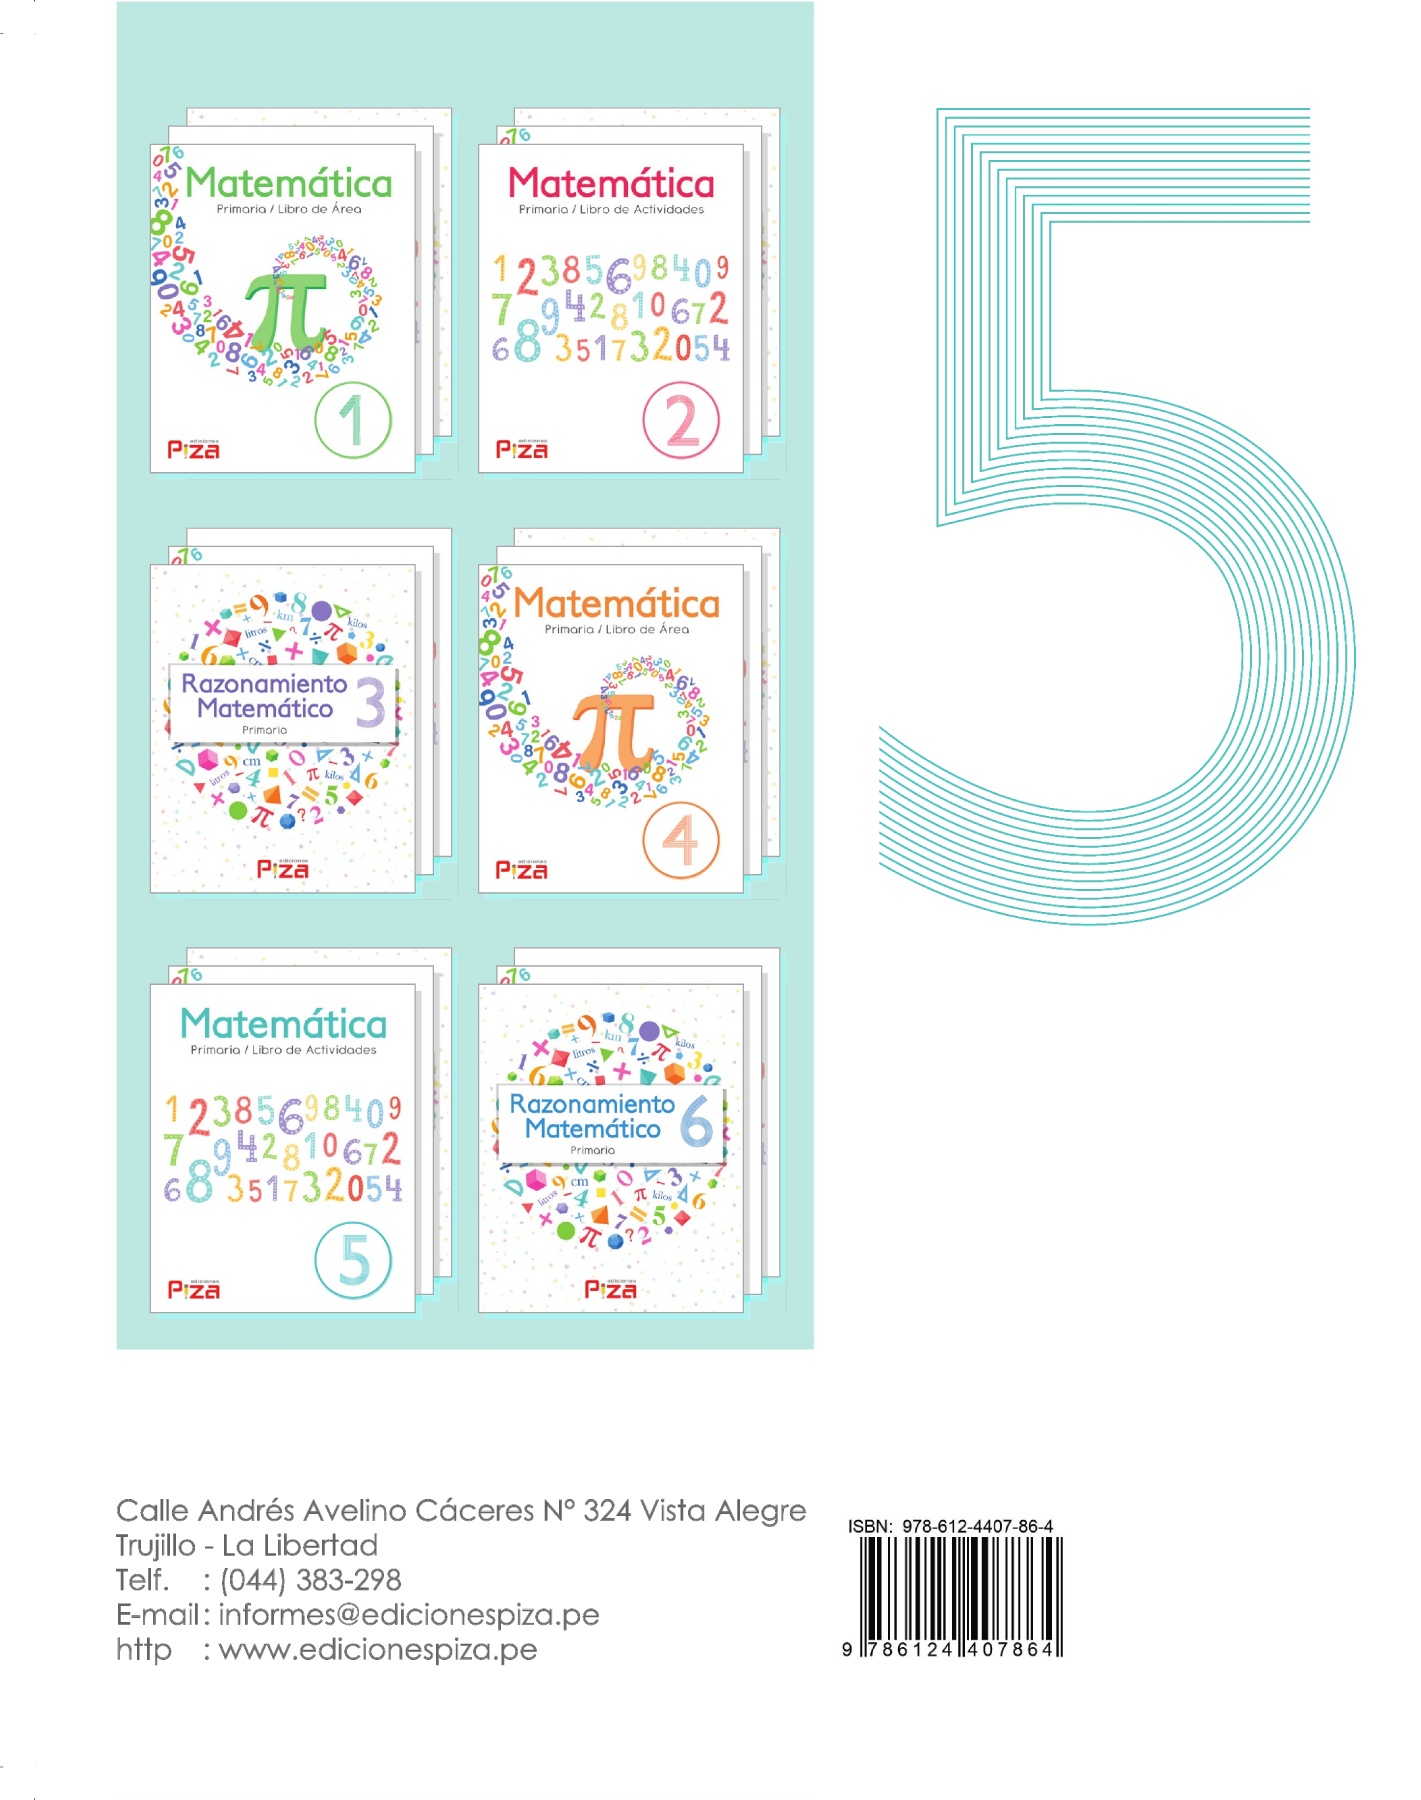 Matemática
Primaria / Libro de Área
1
ediciones
Piza
Matemática
Primaria / Libro de Actividades
1 2 3 8 5 6 9 8 4 0 9
7 9 4 2 8 1 0 6 7 2
6 8 3 5 1 7 3 2 0 5 4
2
ediciones
Piza
Razonamiento
Matemático
3
Primaria
ediciones
Piza
Matemática
Primaria / Libro de Área
4
ediciones
Piza
Matemática
Primaria / Libro de Actividades
1 2 3 8 5 6 9 8 4 0 9
7 9 4 2 8 1 0 6 7 2
6 8 3 5 1 7 3 2 0 5 4
5
ediciones
Piza
Razonamiento
Matemático
6
Primaria
ediciones
Piza
5
Calle Andrés Avelino Cáceres N° 324 Vista Alegre
Trujillo - La Libertad
Telf. : (044) 383-298
E-mail: informes@edicionespiza.pe
http : www.edicionespiza.pe
ISBN: 978-612-4407-86-4
9 786124 407864